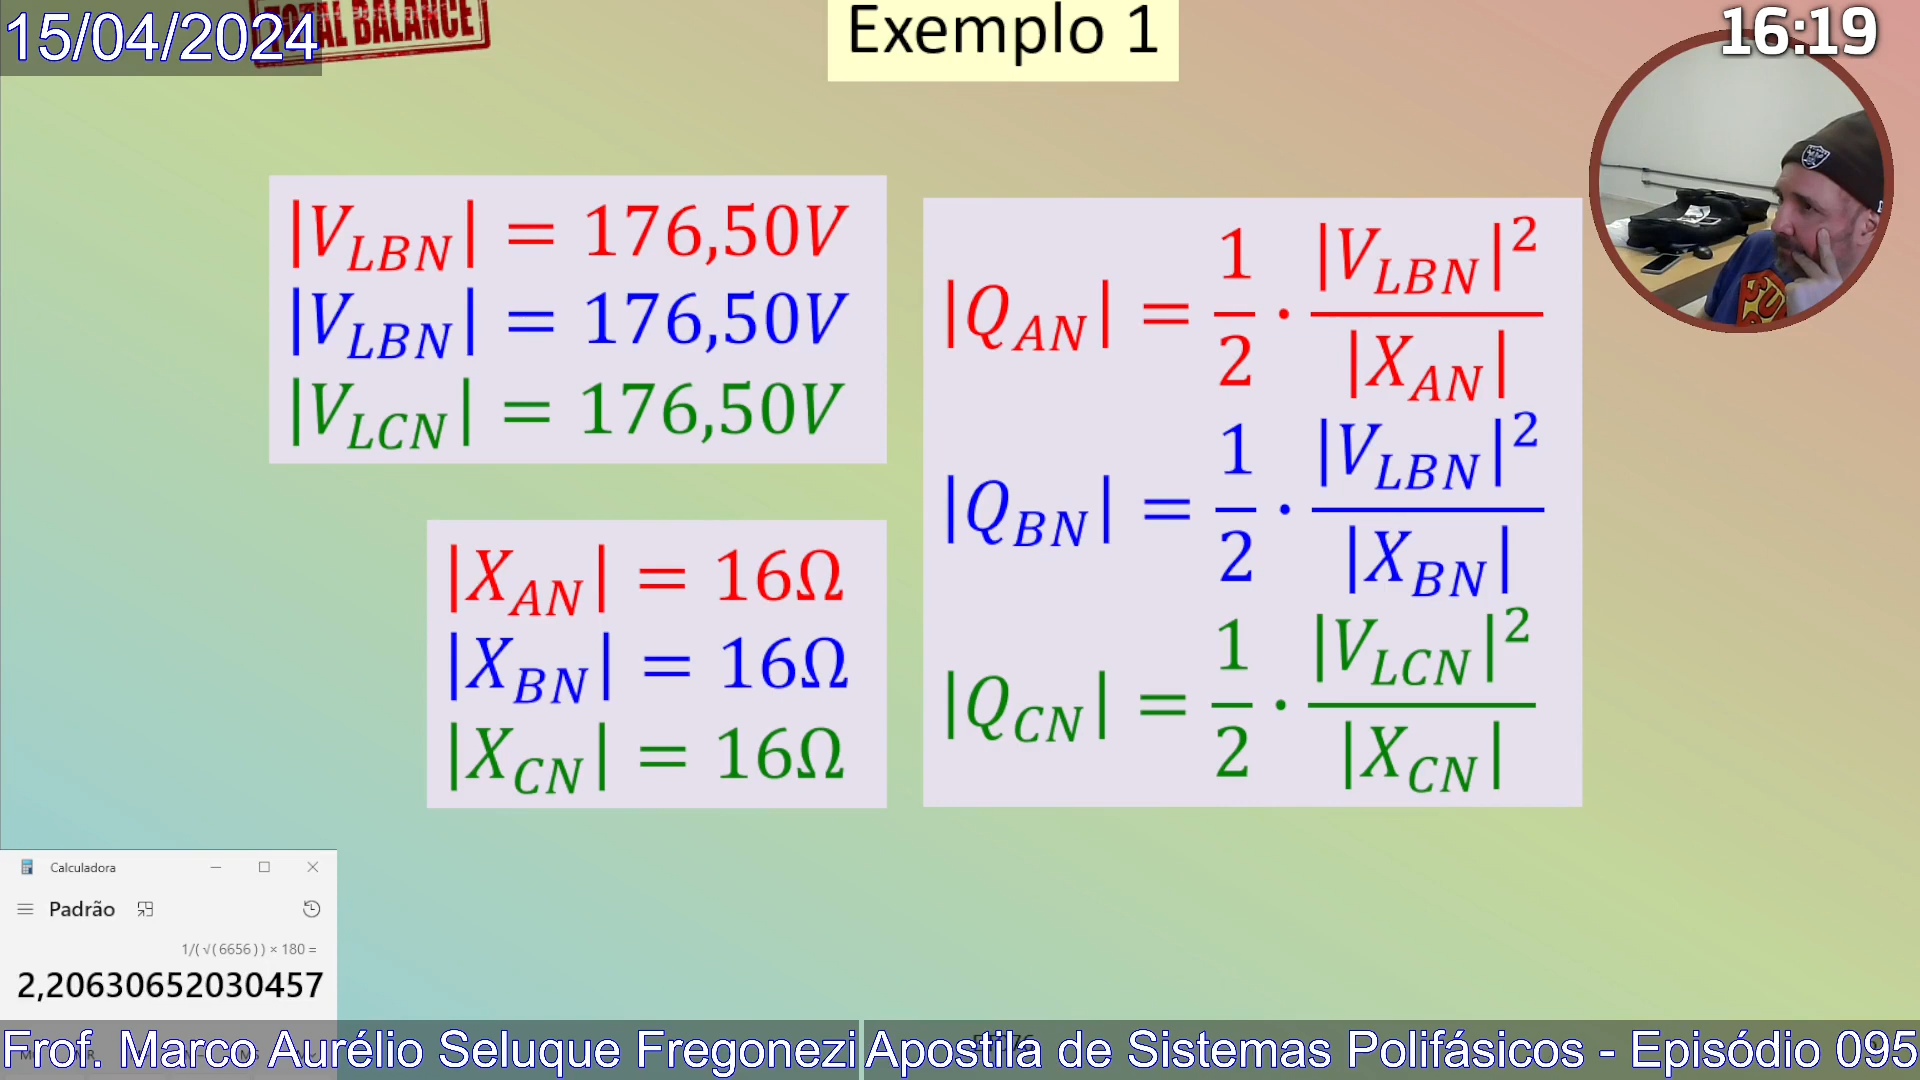 15/04/2024
TOTAL BALANCE
Exemplo 1
16:19
|V_LBN| = 176,50V
|V_LBN| = 176,50V
|V_LCN| = 176,50V
|X_AN| = 16Ω
|X_BN| = 16Ω
|X_CN| = 16Ω
|Q_AN| = 1/2 · |V_LBN|²/|X_AN|
|Q_BN| = 1/2 · |V_LBN|²/|X_BN|
|Q_CN| = 1/2 · |V_LCN|²/|X_CN|
Calculadora
Padrão
1/( √( 6656 ) ) × 180 =
2,20630652030457
Frof. Marco Aurélio Seluque Fregonezi
Apostila de Sistemas Polifásicos - Episódio 095